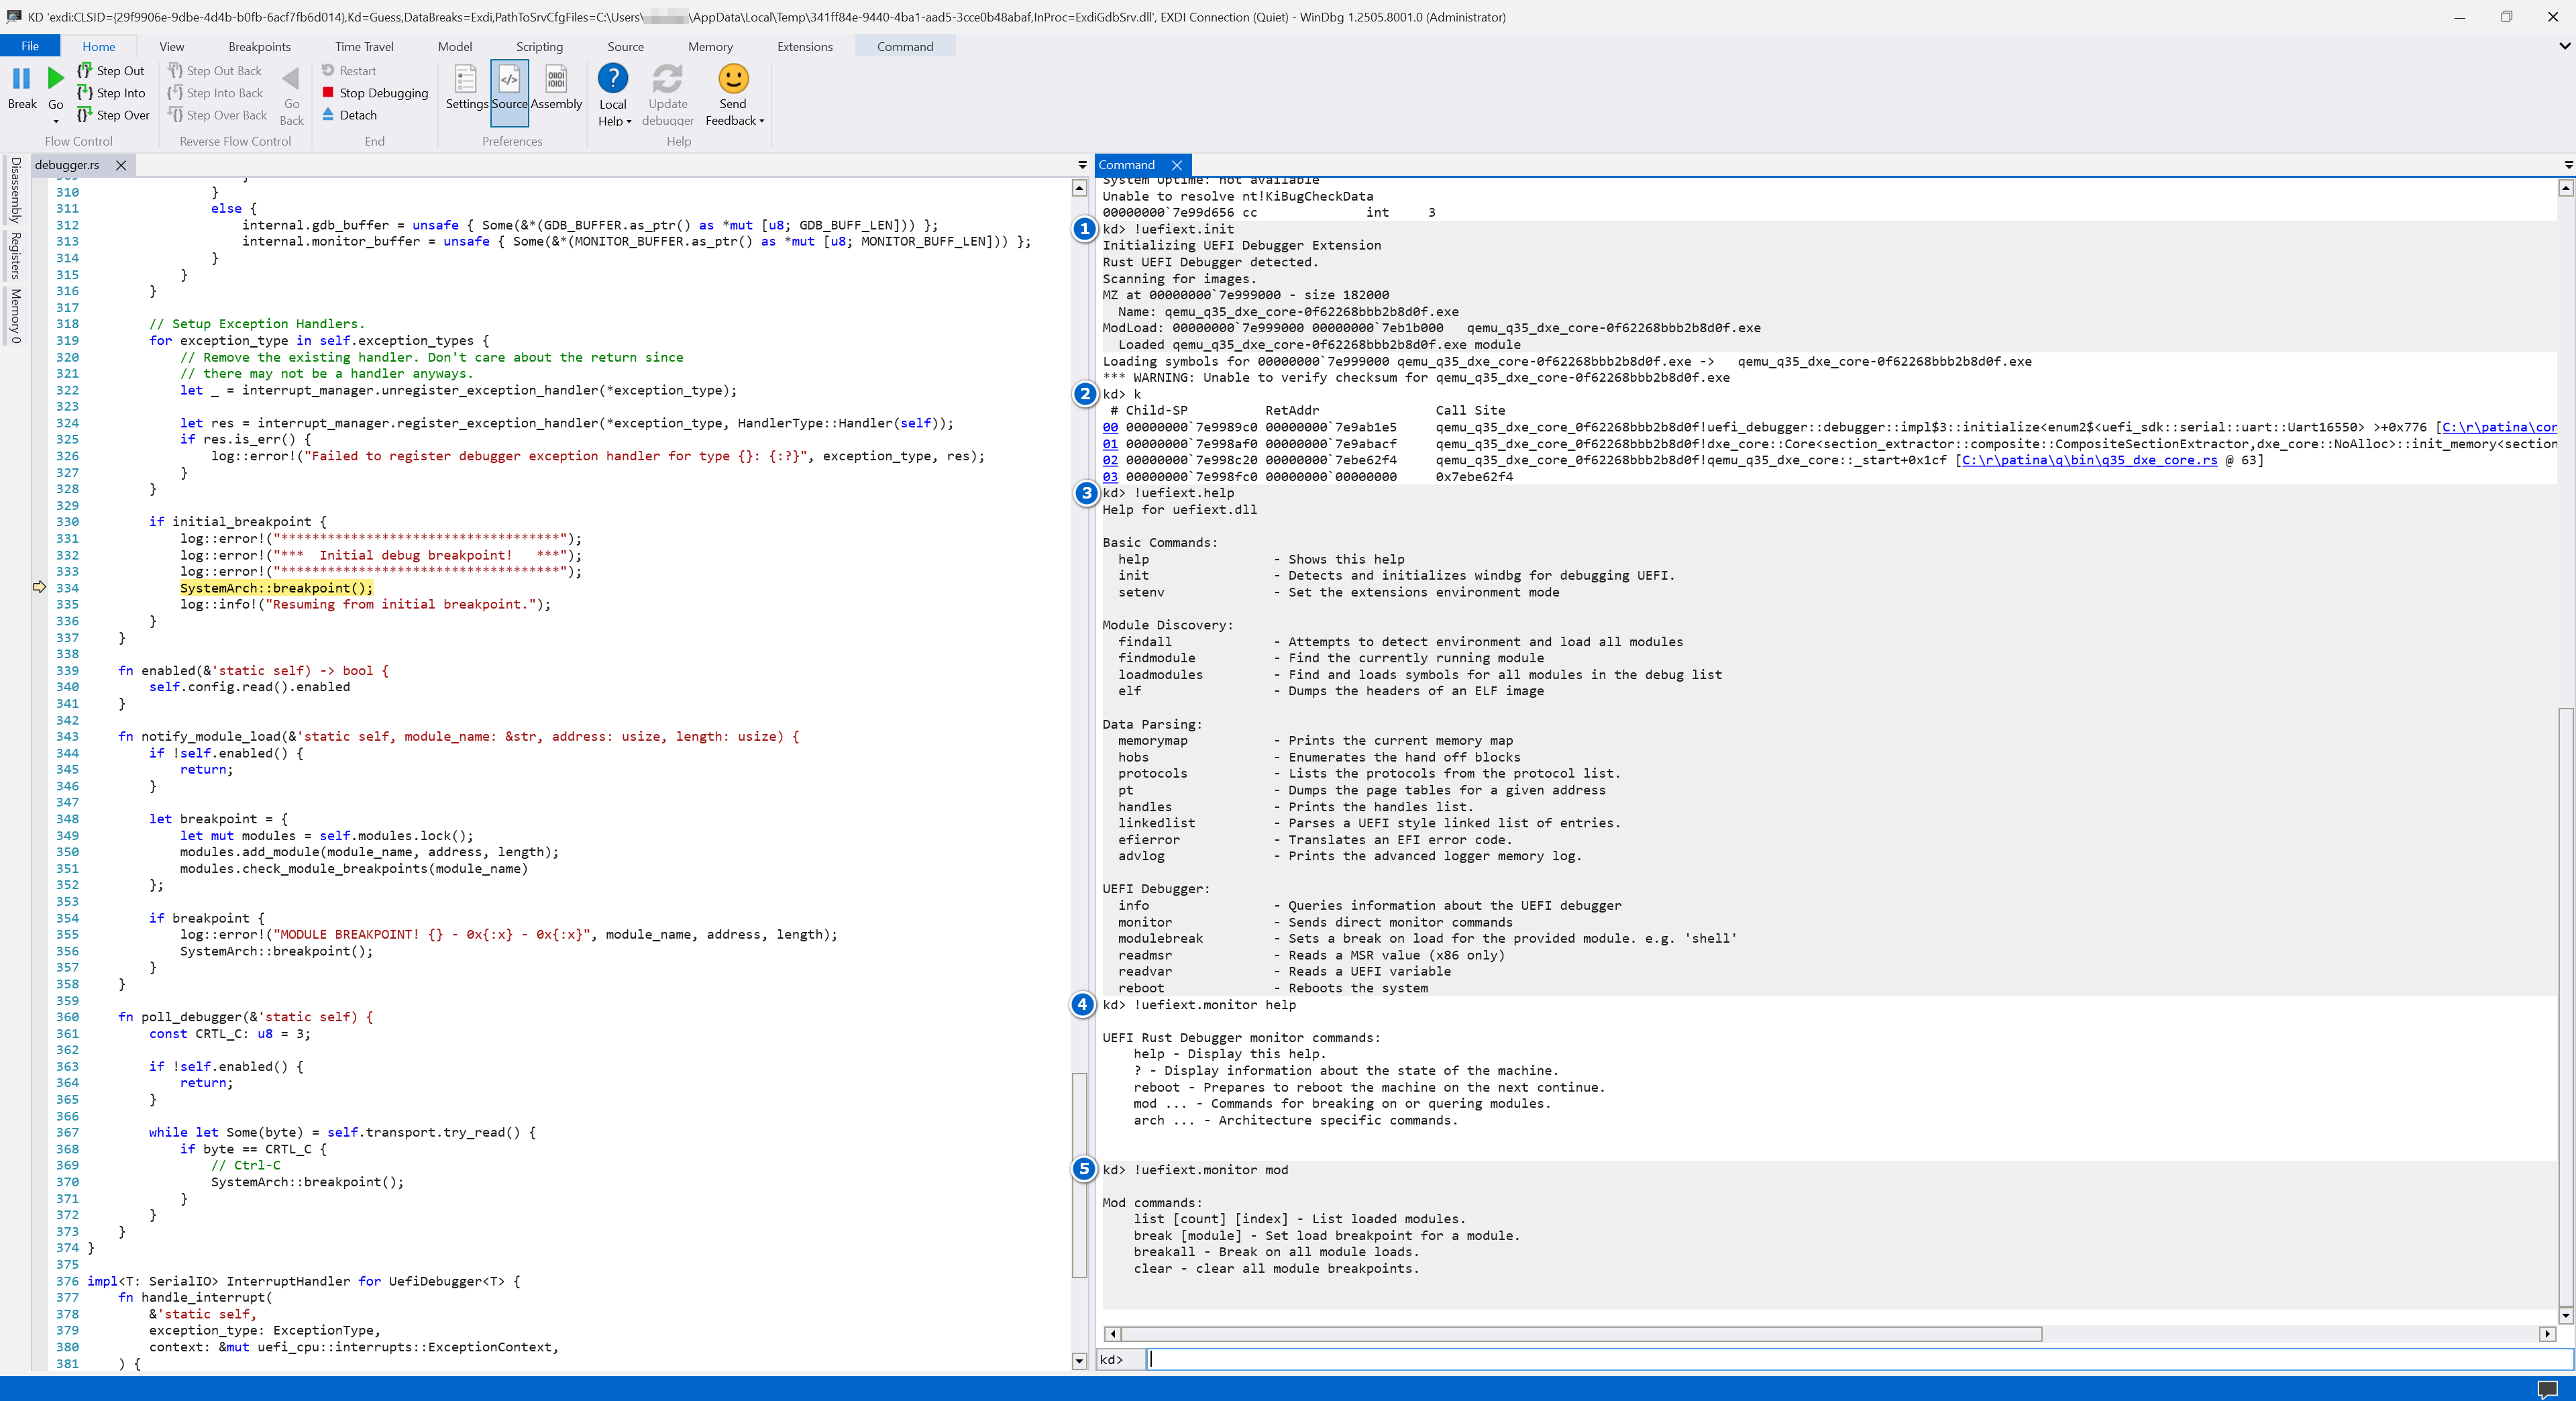 KD 'exdi:CLSID={29f9906e-9dbe-4d4b-b0fb-6acf7fb6d014},Kd=Guess,DataBreaks=Exdi,PathToSrvCfgFiles=C:\Users\ \AppData\Local\Temp\341ff84e-9440-4ba1-aad5-3cce0b48abaf,InProc=ExdiGdbSrv.dll', EXDI Connection (Quiet) - WinDbg 1.2505.8001.0 (Administrator)
File Home View Breakpoints Time Travel Model Scripting Source Memory Extensions Command
Break
Go
Step Out
Step Into
Step Over
Flow Control
Step Out Back
Step Into Back
Step Over Back
Go Back
Reverse Flow Control
Restart
Stop Debugging
Detach
End
Settings
Source
Assembly
Preferences
Local Help
Update debugger
Send Feedback
Help
Disassembly
Registers
Memory 0
debugger.rs
310 }
311 else {
312 internal.gdb_buffer = unsafe { Some(&*(GDB_BUFFER.as_ptr() as *mut [u8; GDB_BUFF_LEN])) };
313 internal.monitor_buffer = unsafe { Some(&*(MONITOR_BUFFER.as_ptr() as *mut [u8; MONITOR_BUFF_LEN])) };
314 }
315 }
316 }
317
318 // Setup Exception Handlers.
319 for exception_type in self.exception_types {
320 // Remove the existing handler. Don't care about the return since
321 // there may not be a handler anyways.
322 let _ = interrupt_manager.unregister_exception_handler(*exception_type);
323
324 let res = interrupt_manager.register_exception_handler(*exception_type, HandlerType::Handler(self));
325 if res.is_err() {
326 log::error!("Failed to register debugger exception handler for type {}: {:?}", exception_type, res);
327 }
328 }
329
330 if initial_breakpoint {
331 log::error!("************************************");
332 log::error!("***  Initial debug breakpoint!   ***");
333 log::error!("************************************");
334 SystemArch::breakpoint();
335 log::info!("Resuming from initial breakpoint.");
336 }
337 }
338
339 fn enabled(&'static self) -> bool {
340 self.config.read().enabled
341 }
342
343 fn notify_module_load(&'static self, module_name: &str, address: usize, length: usize) {
344 if !self.enabled() {
345 return;
346 }
347
348 let breakpoint = {
349 let mut modules = self.modules.lock();
350 modules.add_module(module_name, address, length);
351 modules.check_module_breakpoints(module_name)
352 };
353
354 if breakpoint {
355 log::error!("MODULE BREAKPOINT! {} - 0x{:x} - 0x{:x}", module_name, address, length);
356 SystemArch::breakpoint();
357 }
358 }
359
360 fn poll_debugger(&'static self) {
361 const CRTL_C: u8 = 3;
362
363 if !self.enabled() {
364 return;
365 }
366
367 while let Some(byte) = self.transport.try_read() {
368 if byte == CRTL_C {
369 // Ctrl-C
370 SystemArch::breakpoint();
371 }
372 }
373 }
374 }
375
376 impl<T: SerialIO> InterruptHandler for UefiDebugger<T> {
377 fn handle_interrupt(
378 &'static self,
379 exception_type: ExceptionType,
380 context: &mut uefi_cpu::interrupts::ExceptionContext,
381 ) {
Command
System Uptime: not available
Unable to resolve nt!KiBugCheckData
00000000`7e99d656 cc int 3
1 kd> !uefiext.init
Initializing UEFI Debugger Extension
Rust UEFI Debugger detected.
Scanning for images.
MZ at 00000000`7e999000 - size 182000
Name: qemu_q35_dxe_core-0f62268bbb2b8d0f.exe
ModLoad: 00000000`7e999000 00000000`7eb1b000 qemu_q35_dxe_core-0f62268bbb2b8d0f.exe
Loaded qemu_q35_dxe_core-0f62268bbb2b8d0f.exe module
Loading symbols for 00000000`7e999000 qemu_q35_dxe_core-0f62268bbb2b8d0f.exe -> qemu_q35_dxe_core-0f62268bbb2b8d0f.exe
*** WARNING: Unable to verify checksum for qemu_q35_dxe_core-0f62268bbb2b8d0f.exe
2 kd> k
# Child-SP RetAddr Call Site
00 00000000`7e9989c0 00000000`7e9ab1e5 qemu_q35_dxe_core_0f62268bbb2b8d0f!uefi_debugger::debugger::impl$3::initialize<enum2$<uefi_sdk::serial::uart::Uart16550> >+0x776 [C:\r\patina\cor
01 00000000`7e998af0 00000000`7e9abacf qemu_q35_dxe_core_0f62268bbb2b8d0f!dxe_core::Core<section_extractor::composite::CompositeSectionExtractor,dxe_core::NoAlloc>::init_memory<section
02 00000000`7e998c20 00000000`7ebe62f4 qemu_q35_dxe_core_0f62268bbb2b8d0f!qemu_q35_dxe_core::_start+0x1cf [C:\r\patina\q\bin\q35_dxe_core.rs @ 63]
03 00000000`7e998fc0 00000000`00000000 0x7ebe62f4
3 kd> !uefiext.help
Help for uefiext.dll
Basic Commands:
help - Shows this help
init - Detects and initializes windbg for debugging UEFI.
setenv - Set the extensions environment mode
Module Discovery:
findall - Attempts to detect environment and load all modules
findmodule - Find the currently running module
loadmodules - Find and loads symbols for all modules in the debug list
elf - Dumps the headers of an ELF image
Data Parsing:
memorymap - Prints the current memory map
hobs - Enumerates the hand off blocks
protocols - Lists the protocols from the protocol list.
pt - Dumps the page tables for a given address
handles - Prints the handles list.
linkedlist - Parses a UEFI style linked list of entries.
efierror - Translates an EFI error code.
advlog - Prints the advanced logger memory log.
UEFI Debugger:
info - Queries information about the UEFI debugger
monitor - Sends direct monitor commands
modulebreak - Sets a break on load for the provided module. e.g. 'shell'
readmsr - Reads a MSR value (x86 only)
readvar - Reads a UEFI variable
reboot - Reboots the system
4 kd> !uefiext.monitor help
UEFI Rust Debugger monitor commands:
help - Display this help.
? - Display information about the state of the machine.
reboot - Prepares to reboot the machine on the next continue.
mod ... - Commands for breaking on or quering modules.
arch ... - Architecture specific commands.
5 kd> !uefiext.monitor mod
Mod commands:
list [count] [index] - List loaded modules.
break [module] - Set load breakpoint for a module.
breakall - Break on all module loads.
clear - clear all module breakpoints.
kd>